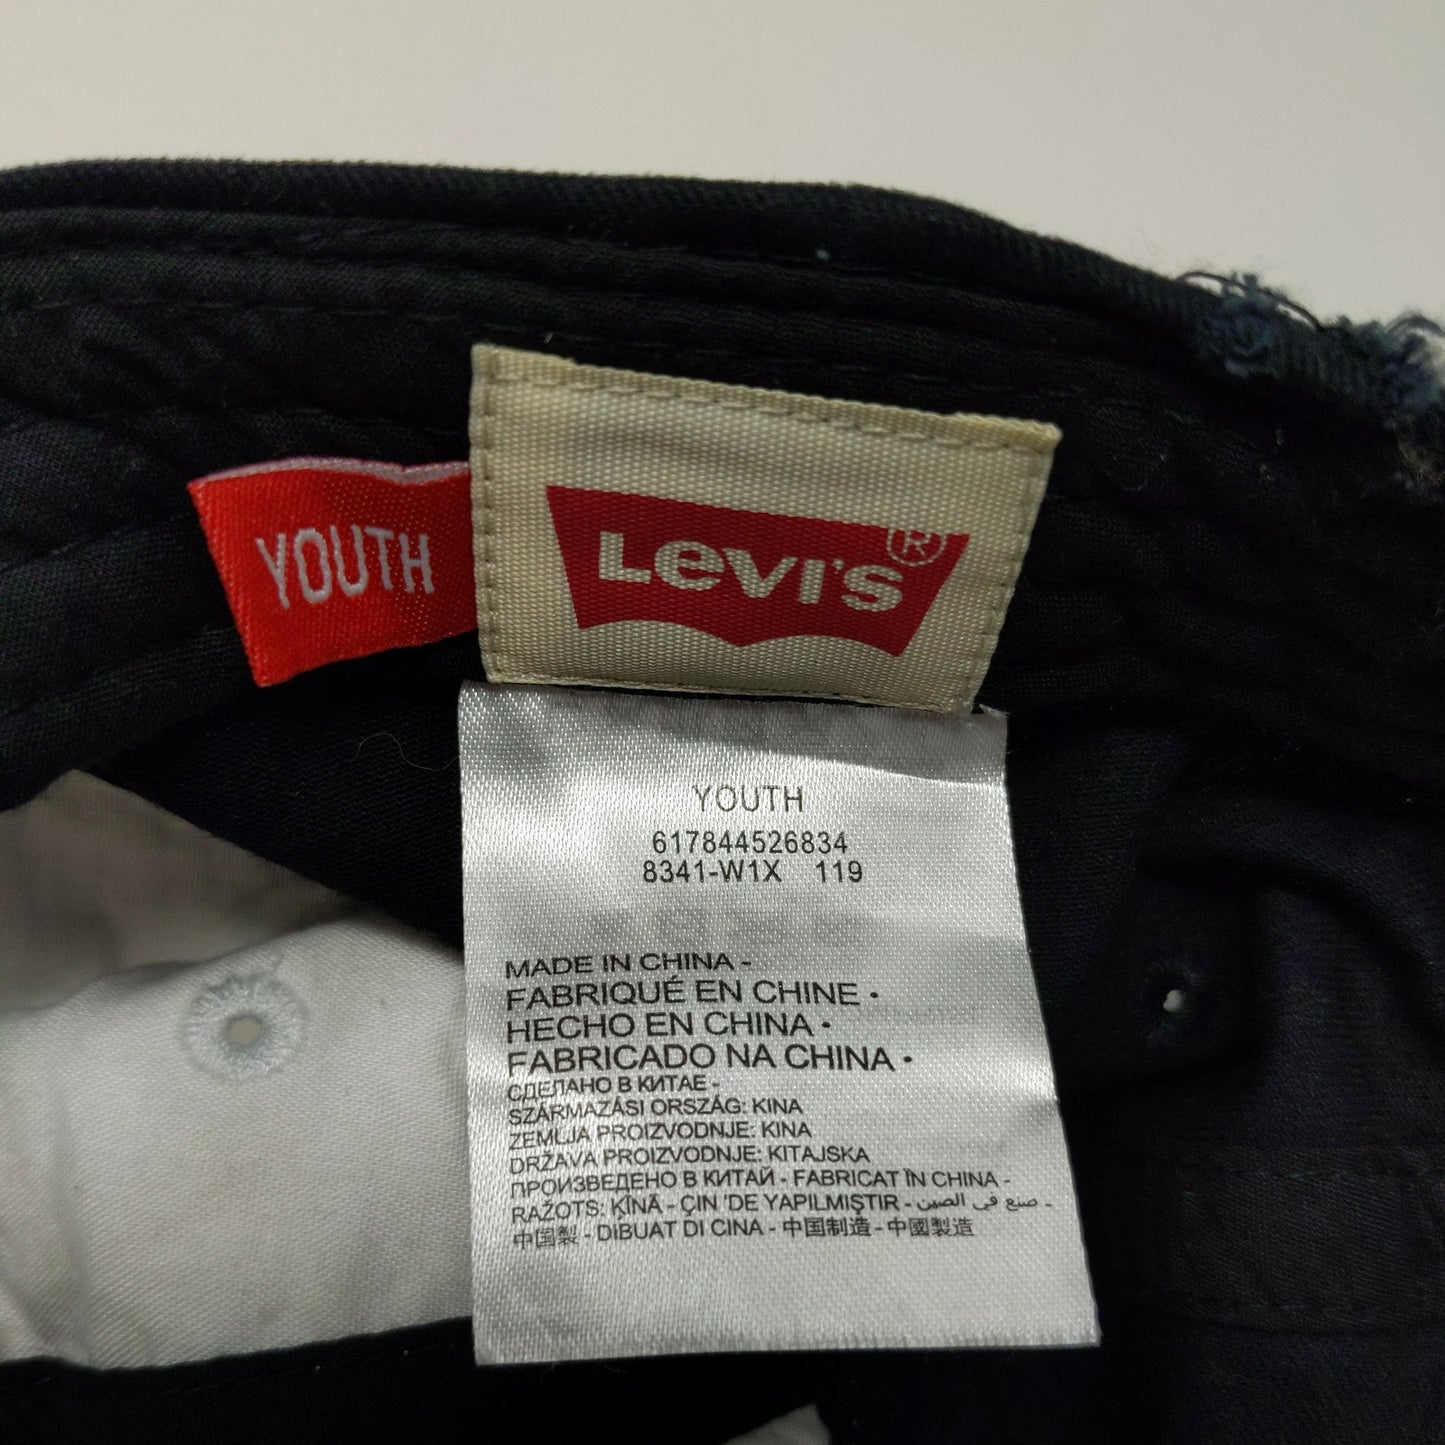 YOUTH
LEVI'S®
YOUTH
617844526834
8341-W1X 119
MADE IN CHINA -
FABRIQUÉ EN CHINE •
HECHO EN CHINA •
FABRICADO NA CHINA •
СДЕЛАНО В КИТАЕ -
SZÁRMAZÁSI ORSZÁG: KINA
ZEMLJA PROIZVODNJE: KINA
DRŽAVA PROIZVODNJE: KITAJSKA
ПРОИЗВЕДЕНО В КИТАЙ - FABRICAT ÎN CHINA -
RAŽOTS: ĶĪNĀ - ÇIN 'DE YAPILMIŞTIR - صنع في الصين -
中国製 - DIBUAT DI CINA - 中国制造 - 中國製造